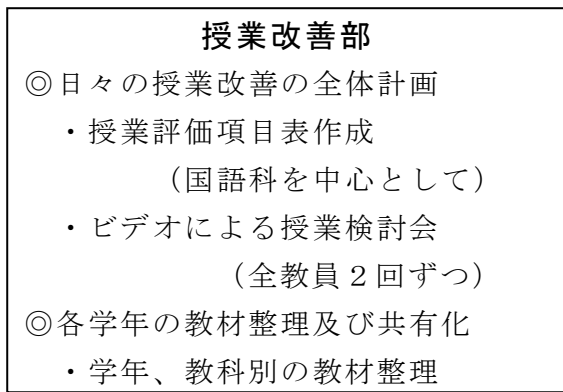 授業改善部
◎日々の授業改善の全体計画
・授業評価項目表作成
（国語科を中心として）
・ビデオによる授業検討会
（全教員２回ずつ）
◎各学年の教材整理及び共有化
・学年、教科別の教材整理